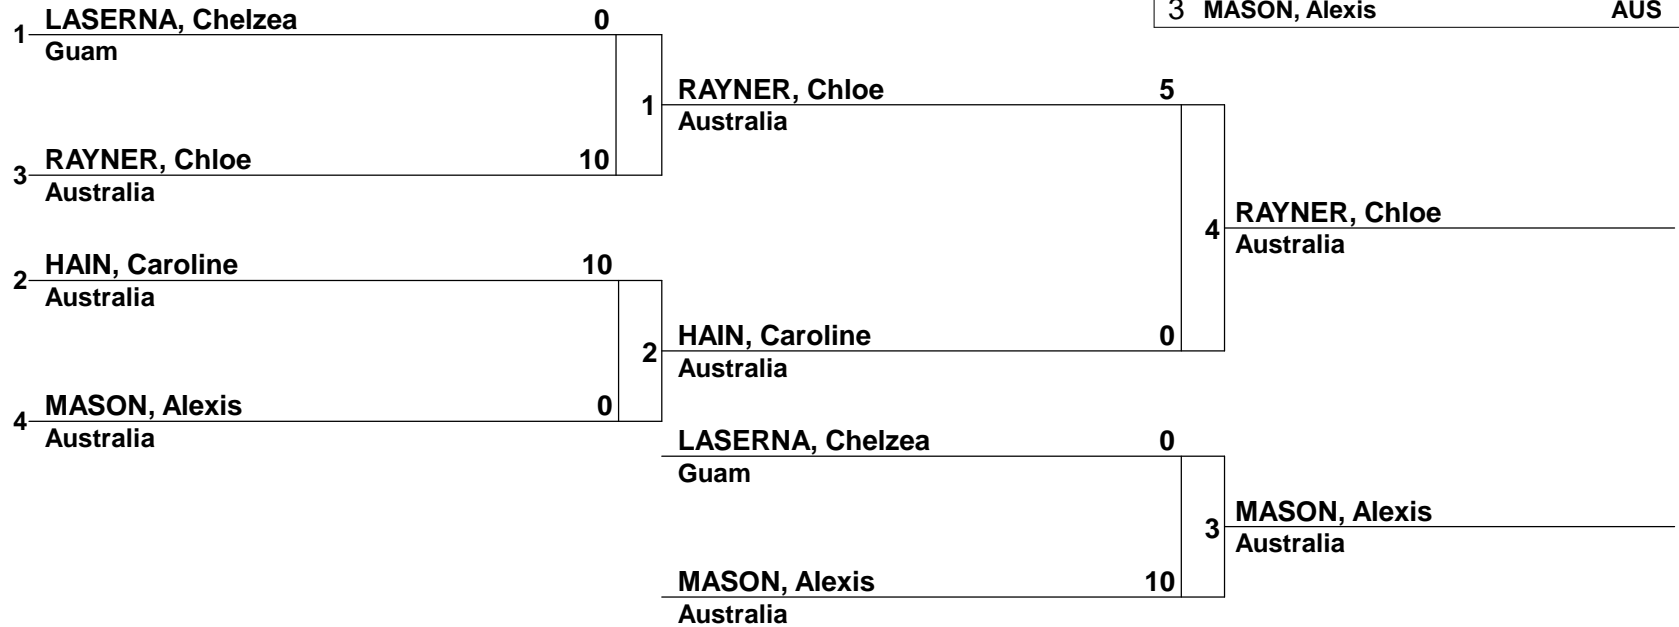 3 MASON, Alexis AUS
1 LASERNA, Chelzea 0
Guam
1
RAYNER, Chloe 5
Australia
3 RAYNER, Chloe 10
Australia
4
RAYNER, Chloe
Australia
2 HAIN, Caroline 10
Australia
2
HAIN, Caroline 0
Australia
4 MASON, Alexis 0
Australia
LASERNA, Chelzea 0
Guam
3
MASON, Alexis
Australia
MASON, Alexis 10
Australia